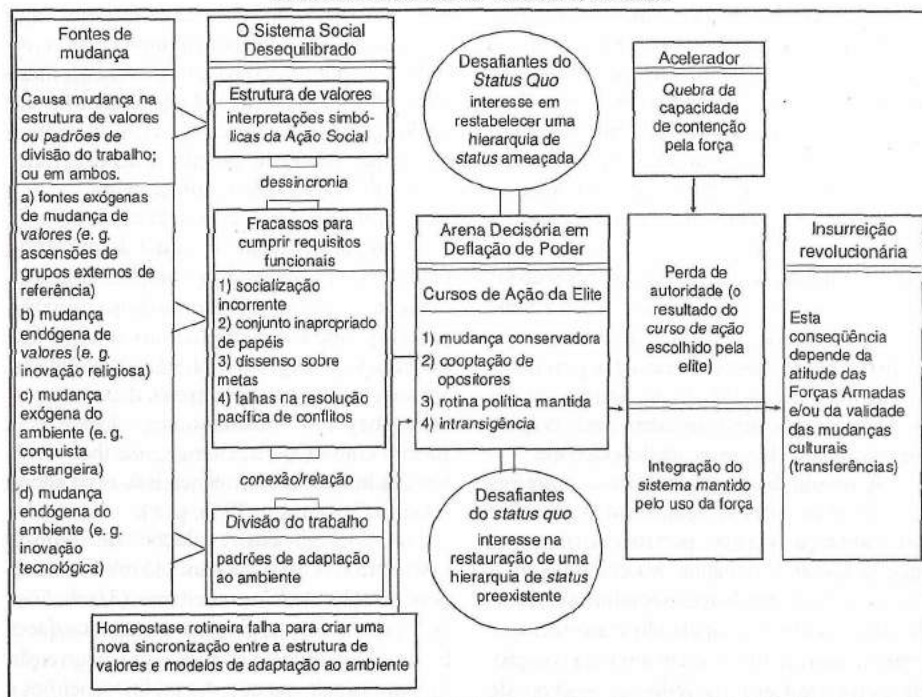 Fontes de
mudança
Causa mudança na
estrutura de valores
ou padrões de
divisão do trabalho;
ou em ambos.
a) fontes exógenas
de mudança de
valores (e. g.
ascensões de
grupos externos de
referência)
b) mudança
endógena de
valores (e. g.
inovação religiosa)
c) mudança
exógena do
ambiente (e. g.
conquista
estrangeira)
d) mudança
endógena do
ambiente (e. g.
inovação
tecnológica)
O Sistema Social
Desequilibrado
Estrutura de valores
interpretações simbó-
licas da Ação Social
dessincronia
Fracassos para
cumprir requisitos
funcionais
1) socialização
incorrente
2) conjunto inapropriado
de papéis
3) dissenso sobre
metas
4) falhas na resolução
pacífica de conflitos
conexão/relação
Divisão do trabalho
padrões de adaptação
ao ambiente
Homeostase rotineira falha para criar uma
nova sincronização entre a estrutura de
valores e modelos de adaptação ao ambiente
Desafiantes do
Status Quo
interesse em
restabelecer uma
hierarquia de
status ameaçada
Arena Decisória em
Deflação de Poder
Cursos de Ação da Elite
1) mudança conservadora
2) cooptação de
opositores
3) rotina política mantida
4) intransigência
Desafiantes do
status quo
interesse na
restauração de uma
hierarquia de status
preexistente
Acelerador
Quebra da
capacidade
de contenção
pela força
Perda de
autoridade (o
resultado do
curso de ação
escolhido pela
elite)
Integração do
sistema mantido
pelo uso da força
Insurreição
revolucionária
Esta
conseqüência
depende da
atitude das
Forças Armadas
e/ou da validade
das mudanças
culturais
(transferências)